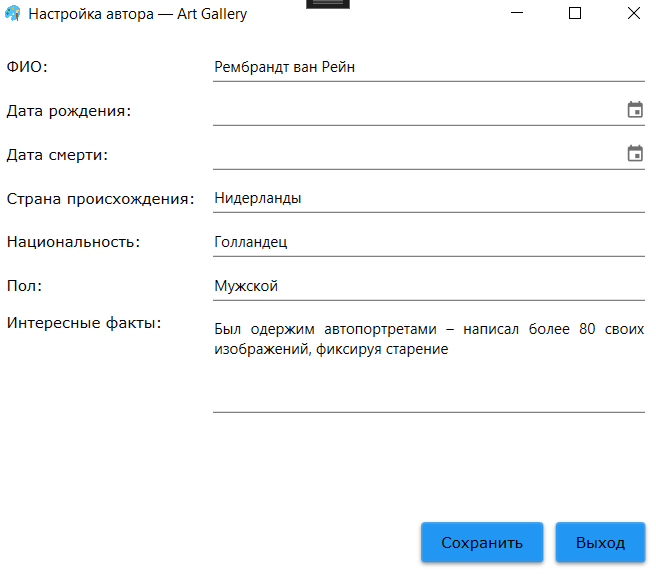 Настройка автора — Art Gallery
ФИО: Рембрандт ван Рейн
Дата рождения:
Дата смерти:
Страна происхождения: Нидерланды
Национальность: Голландец
Пол: Мужской
Интересные факты: Был одержим автопортретами – написал более 80 своих
изображений, фиксируя старение
Сохранить Выход